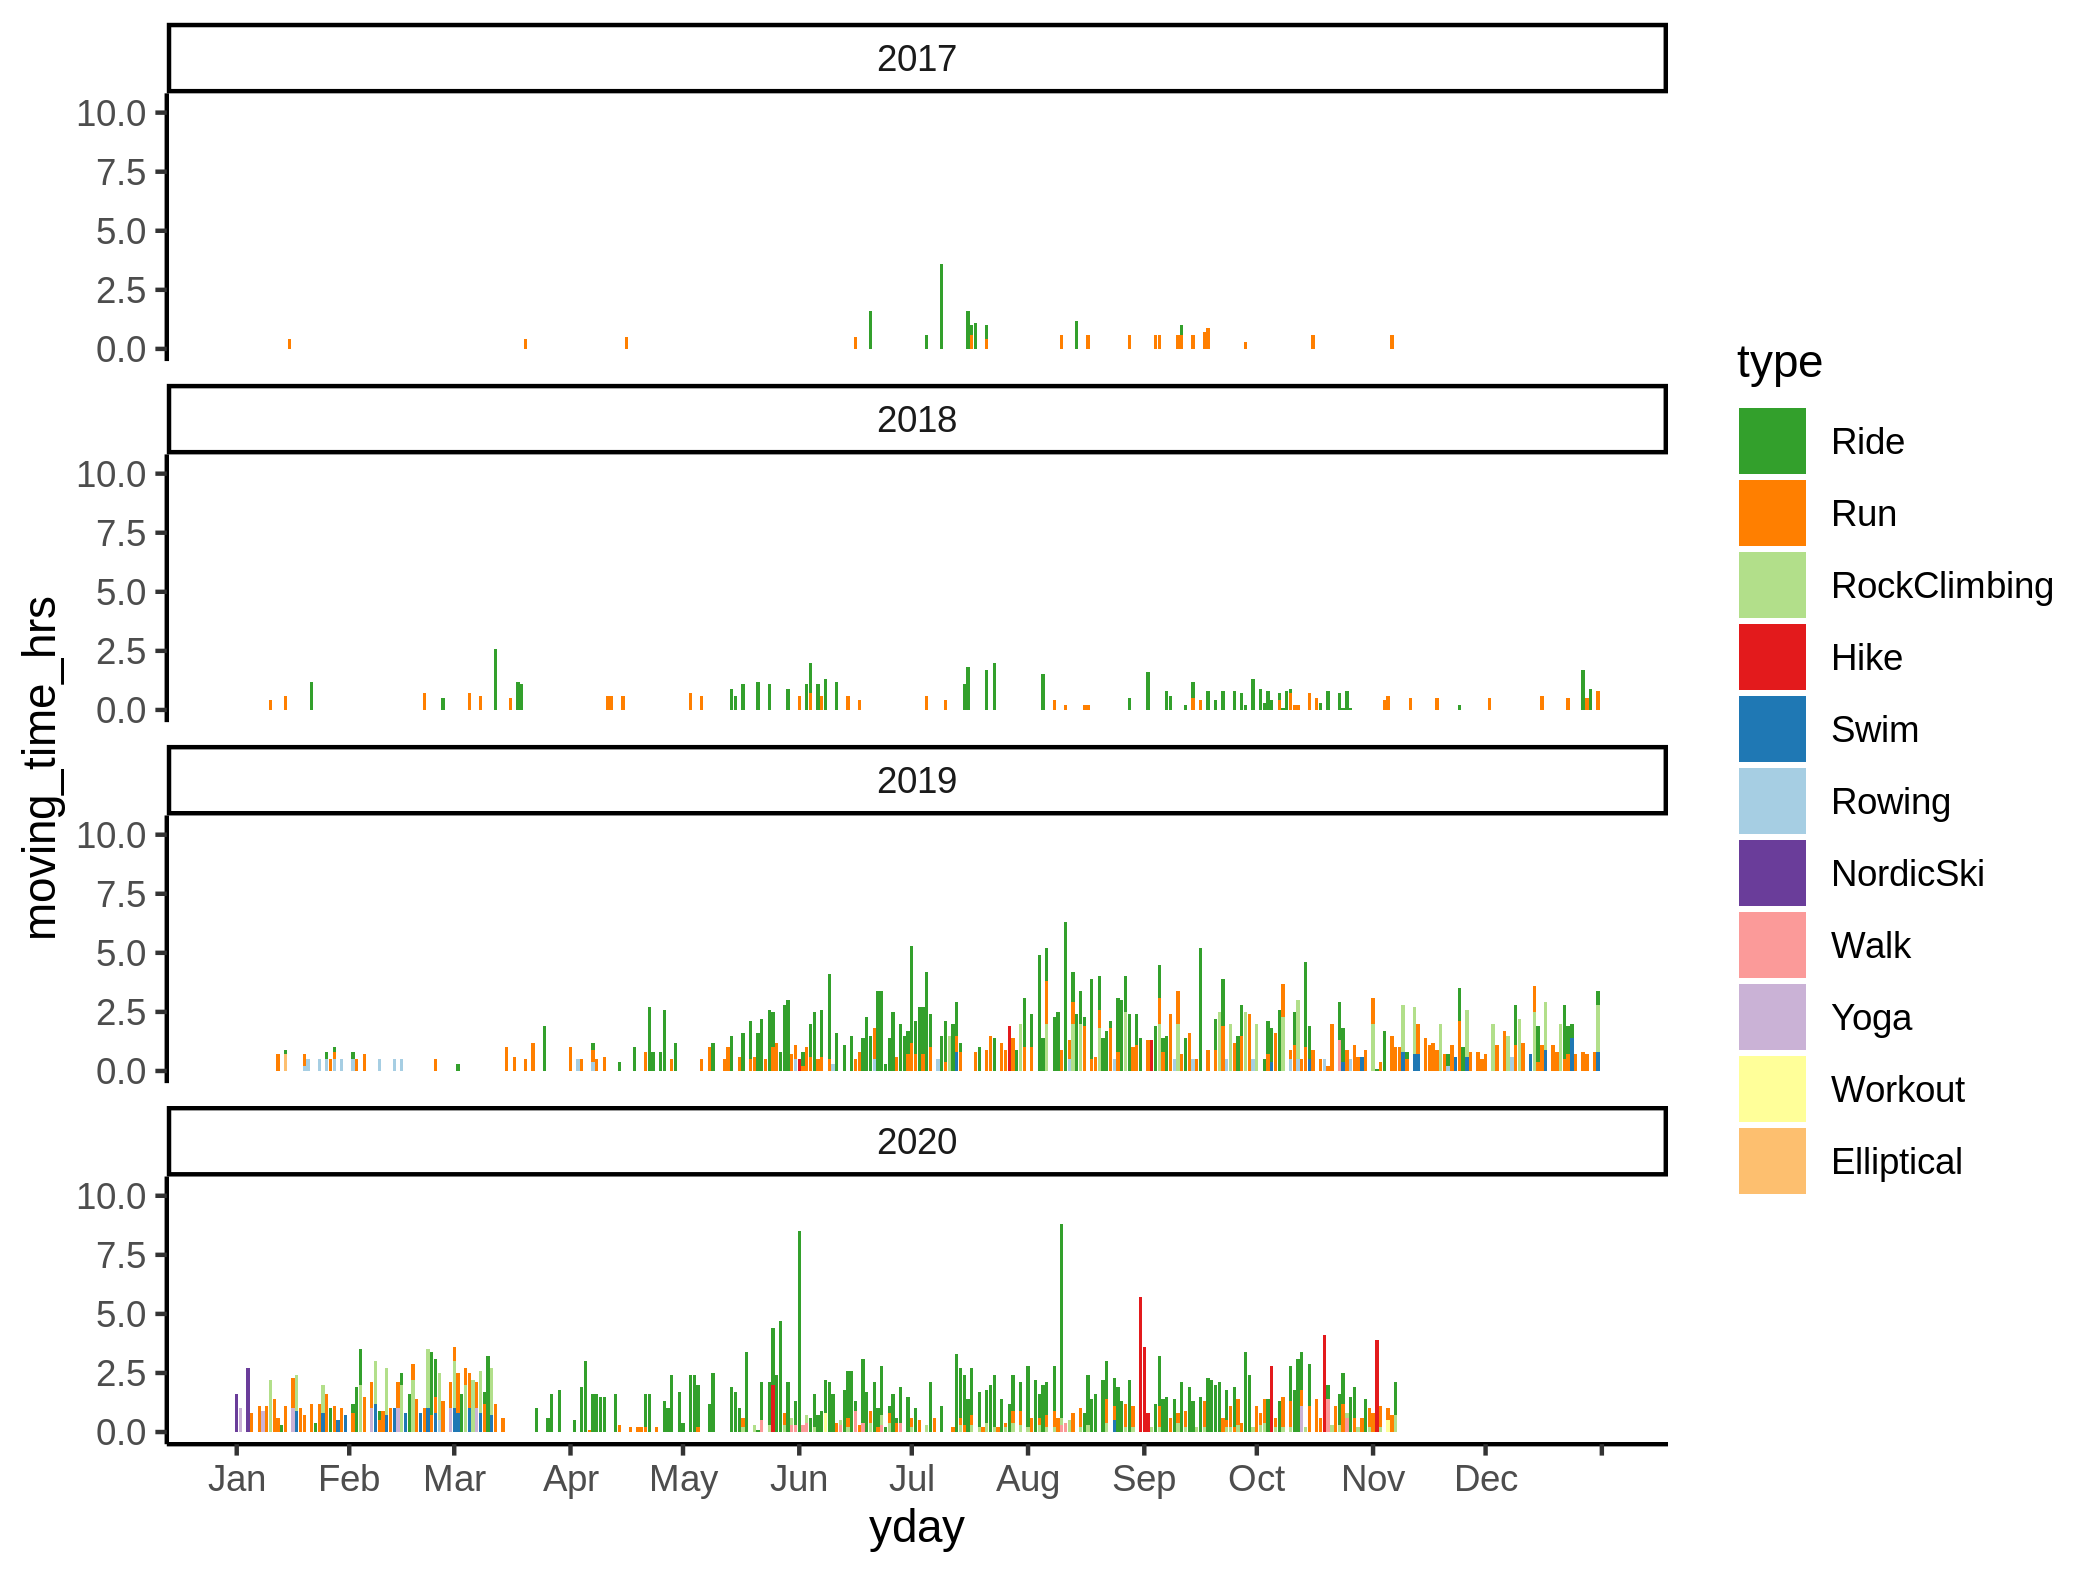 2017
10.0
7.5
5.0
2.5
0.0
2018
10.0
7.5
5.0
2.5
0.0
2019
10.0
7.5
5.0
2.5
0.0
2020
10.0
7.5
5.0
2.5
0.0
Jan Feb Mar Apr May Jun Jul Aug Sep Oct Nov Dec
yday
moving_time_hrs
type
Ride
Run
RockClimbing
Hike
Swim
Rowing
NordicSki
Walk
Yoga
Workout
Elliptical